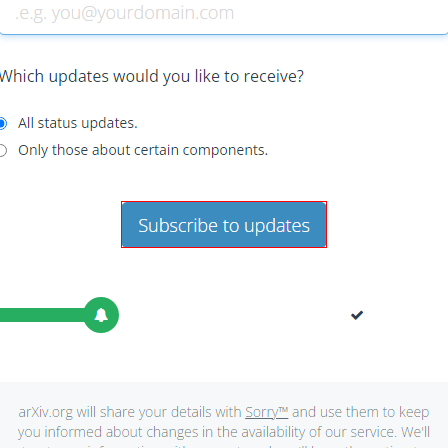 .e.g. you@yourdomain.com
Which updates would you like to receive?
All status updates.
Only those about certain components.
Subscribe to updates
arXiv.org will share your details with Sorry™ and use them to keep
you informed about changes in the availability of our service. We'll